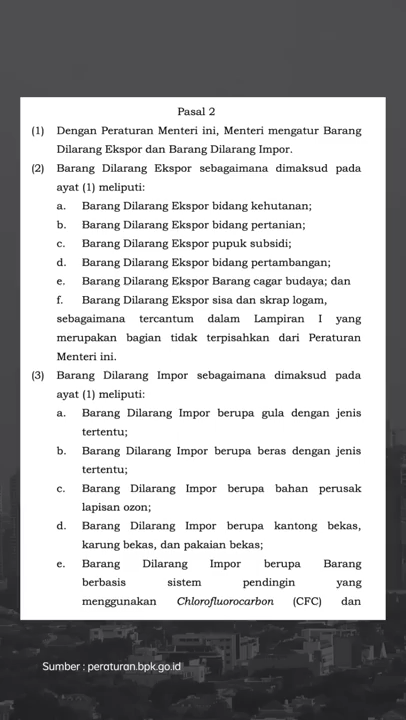 Pasal 2
(1) Dengan Peraturan Menteri ini, Menteri mengatur Barang
Dilarang Ekspor dan Barang Dilarang Impor.
(2) Barang Dilarang Ekspor sebagaimana dimaksud pada
ayat (1) meliputi:
a. Barang Dilarang Ekspor bidang kehutanan;
b. Barang Dilarang Ekspor bidang pertanian;
c. Barang Dilarang Ekspor pupuk subsidi;
d. Barang Dilarang Ekspor bidang pertambangan;
e. Barang Dilarang Ekspor Barang cagar budaya; dan
f. Barang Dilarang Ekspor sisa dan skrap logam,
sebagaimana tercantum dalam Lampiran I yang
merupakan bagian tidak terpisahkan dari Peraturan
Menteri ini.
(3) Barang Dilarang Impor sebagaimana dimaksud pada
ayat (1) meliputi:
a. Barang Dilarang Impor berupa gula dengan jenis
tertentu;
b. Barang Dilarang Impor berupa beras dengan jenis
tertentu;
c. Barang Dilarang Impor berupa bahan perusak
lapisan ozon;
d. Barang Dilarang Impor berupa kantong bekas,
karung bekas, dan pakaian bekas;
e. Barang Dilarang Impor berupa Barang
berbasis sistem pendingin yang
menggunakan Chlorofluorocarbon (CFC) dan
Sumber : peraturan.bpk.go.id